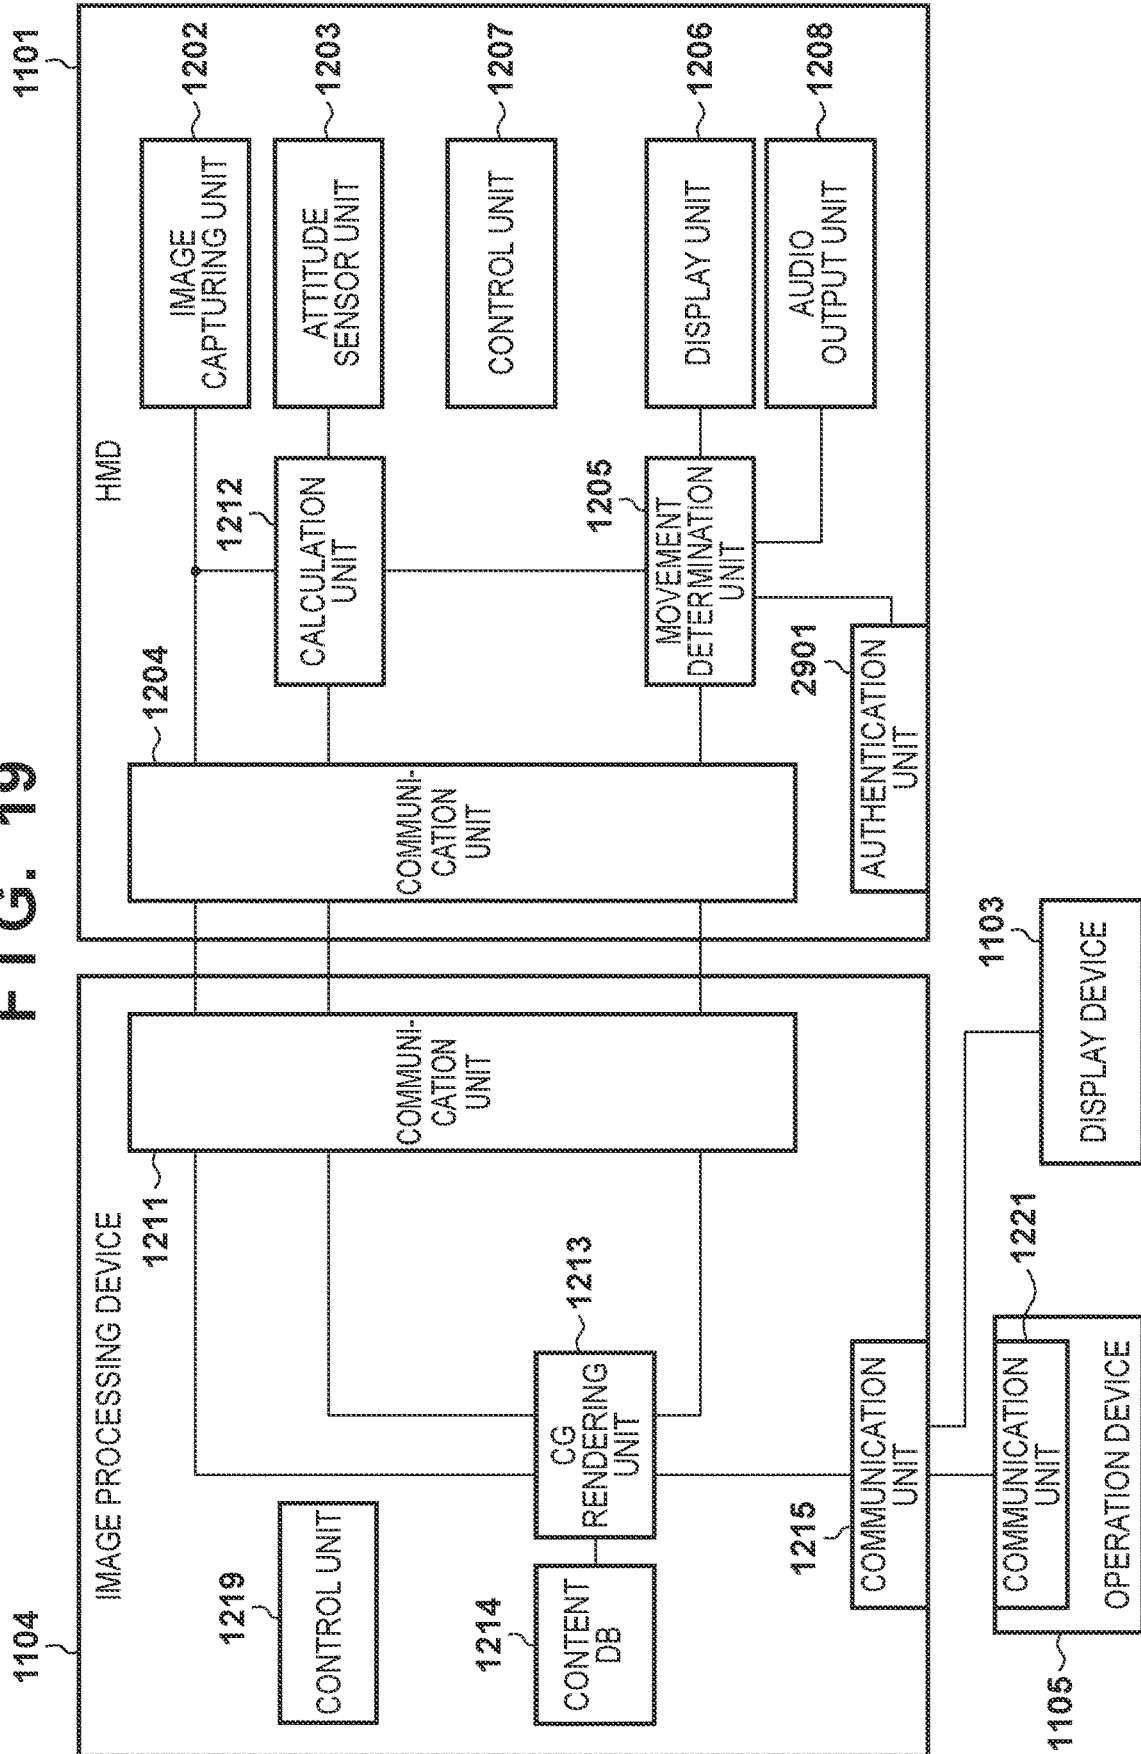 FIG. 19
1104
IMAGE PROCESSING DEVICE
1219
CONTROL UNIT
1214
CONTENT
DB
1213
CG
RENDERING
UNIT
1211
COMMUNI-
CATION
UNIT
1215
COMMUNICATION
UNIT
1105
1221
COMMUNICATION
UNIT
OPERATION DEVICE
1103
DISPLAY DEVICE
1101
HMD
1204
COMMUNI-
CATION
UNIT
1212
CALCULATION
UNIT
1205
MOVEMENT
DETERMINATION
UNIT
2901
AUTHENTICATION
UNIT
1202
IMAGE
CAPTURING UNIT
1203
ATTITUDE
SENSOR UNIT
1207
CONTROL UNIT
1206
DISPLAY UNIT
1208
AUDIO
OUTPUT UNIT